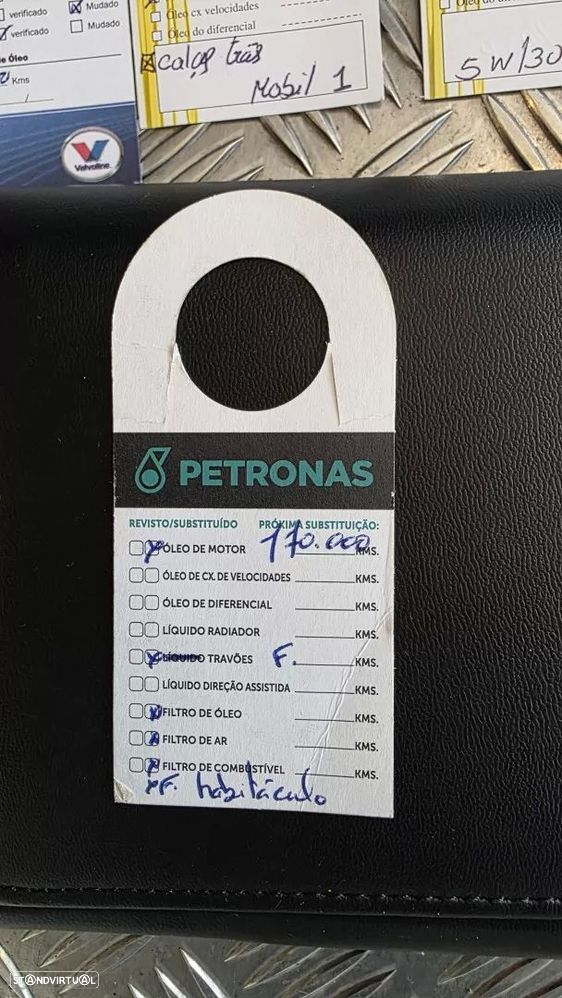 verificado Mudado
verificado Mudado
e Óleo
Kms
Valvoline
Óleo cx velocidades
Óleo do diferencial
calços trás
Mobil 1
5W/30
PETRONAS
REVISTO/SUBSTITUÍDO PRÓXIMA SUBSTITUIÇÃO:
ÓLEO DE MOTOR 170.000 KMS.
ÓLEO DE CX. DE VELOCIDADES KMS.
ÓLEO DE DIFERENCIAL KMS.
LÍQUIDO RADIADOR KMS.
LÍQUIDO TRAVÕES F. KMS.
LÍQUIDO DIREÇÃO ASSISTIDA KMS.
FILTRO DE ÓLEO KMS.
FILTRO DE AR KMS.
FILTRO DE COMBUSTÍVEL KMS.
F. habitáculo
STANDVIRTUAL